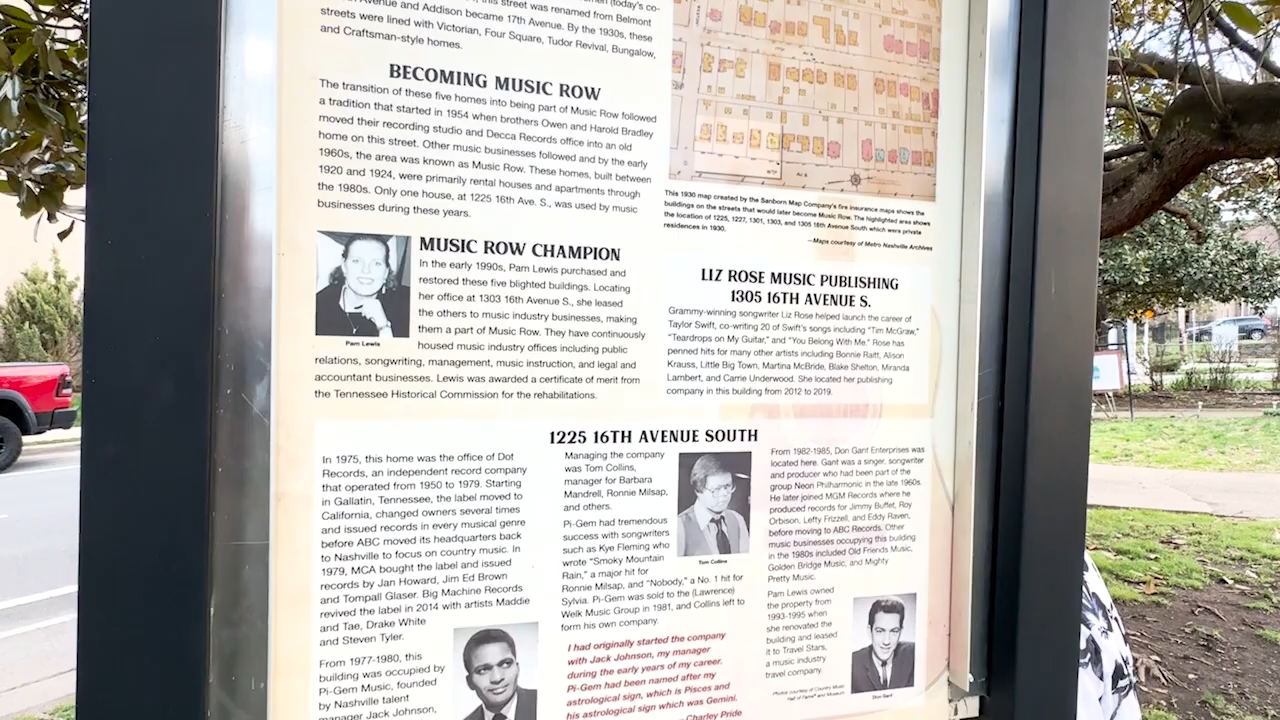 this street was renamed from Belmont
Avenue and Addison became 17th Avenue. By the 1930s, these
streets were lined with Victorian, Four Square, Tudor Revival, Bungalow,
and Craftsman-style homes.
BECOMING MUSIC ROW
The transition of these five homes into being part of Music Row followed
a tradition that started in 1954 when brothers Owen and Harold Bradley
moved their recording studio and Decca Records office into an old
home on this street. Other music businesses followed and by the early
1960s, the area was known as Music Row. These homes, built between
1920 and 1924, were primarily rental houses and apartments through
the 1980s. Only one house, at 1225 16th Ave. S., was used by music
businesses during these years.
This 1930 map created by the Sanborn Map Company's fire insurance maps shows the
buildings on the streets that would later become Music Row. The highlighted area shows
the location of 1225, 1227, 1301, 1303, and 1305 16th Avenue South which were private
residences in 1930.
—Maps courtesy of Metro Nashville Archives
MUSIC ROW CHAMPION
In the early 1990s, Pam Lewis purchased and
restored these five blighted buildings. Locating
her office at 1303 16th Avenue S., she leased
the others to music industry businesses, making
them a part of Music Row. They have continuously
housed music industry offices including public
relations, songwriting, management, music instruction, and legal and
accountant businesses. Lewis was awarded a certificate of merit from
the Tennessee Historical Commission for the rehabilitations.
Pam Lewis
LIZ ROSE MUSIC PUBLISHING
1305 16TH AVENUE S.
Grammy-winning songwriter Liz Rose helped launch the career of
Taylor Swift, co-writing 20 of Swift's songs including "Tim McGraw,"
"Teardrops on My Guitar," and "You Belong With Me." Rose has
penned hits for many other artists including Bonnie Raitt, Alison
Krauss, Little Big Town, Martina McBride, Blake Shelton, Miranda
Lambert, and Carrie Underwood. She located her publishing
company in this building from 2012 to 2019.
1225 16TH AVENUE SOUTH
In 1975, this home was the office of Dot
Records, an independent record company
that operated from 1950 to 1979. Starting
in Gallatin, Tennessee, the label moved to
California, changed owners several times
and issued records in every musical genre
before ABC moved its headquarters back
to Nashville to focus on country music. In
1979, MCA bought the label and issued
records by Jan Howard, Jim Ed Brown
and Tompall Glaser. Big Machine Records
revived the label in 2014 with artists Maddie
and Tae, Drake White
and Steven Tyler.
From 1977-1980, this
building was occupied by
Pi-Gem Music, founded
by Nashville talent
manager Jack Johnson,
Managing the company
was Tom Collins,
manager for Barbara
Mandrell, Ronnie Milsap,
and others.
Pi-Gem had tremendous
success with songwriters
such as Kye Fleming who
wrote "Smoky Mountain
Rain," a major hit for
Ronnie Milsap, and "Nobody," a No. 1 hit for
Sylvia. Pi-Gem was sold to the (Lawrence)
Welk Music Group in 1981, and Collins left to
form his own company.
Tom Collins
I had originally started the company
with Jack Johnson, my manager
during the early years of my career.
Pi-Gem had been named after my
astrological sign, which is Pisces and
his astrological sign which was Gemini.
Charley Pride
From 1982-1985, Don Gant Enterprises was
located here. Gant was a singer, songwriter
and producer who had been part of the
group Neon Philharmonic in the late 1960s.
He later joined MGM Records where he
produced records for Jimmy Buffet, Roy
Orbison, Lefty Frizzell, and Eddy Raven,
before moving to ABC Records. Other
music businesses occupying this building
in the 1980s included Old Friends Music,
Golden Bridge Music, and Mighty
Pretty Music.
Pam Lewis owned
the property from
1993-1995 when
she renovated the
building and leased
it to Travel Stars,
a music industry
travel company.
Photos courtesy of Country Music
Hall of Fame® and Museum
Don Gant